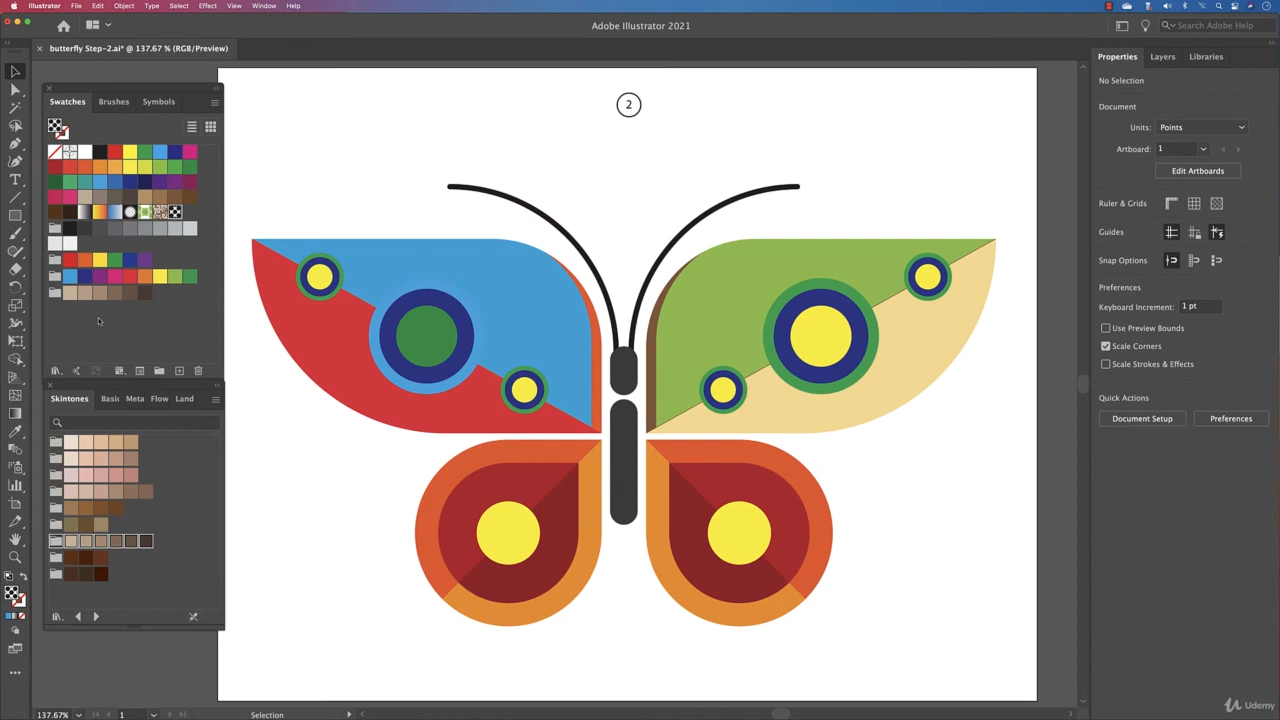 Illustrator File Edit Object Type Select Effect View Window Help
Adobe Illustrator 2021
Search Adobe Help
butterfly Step-2.ai* @ 137.67 % (RGB/Preview)
Properties Layers Libraries
No Selection
Swatches Brushes Symbols
Document
2
Units: Points
Artboard: 1
Edit Artboards
Ruler & Grids
Guides
Snap Options
Preferences
Keyboard Increment: 1 pt
Use Preview Bounds
Scale Corners
Scale Strokes & Effects
Quick Actions
Document Setup Preferences
Skintones Basic Meta Flow Land
137.67% 1 Selection
Udemy